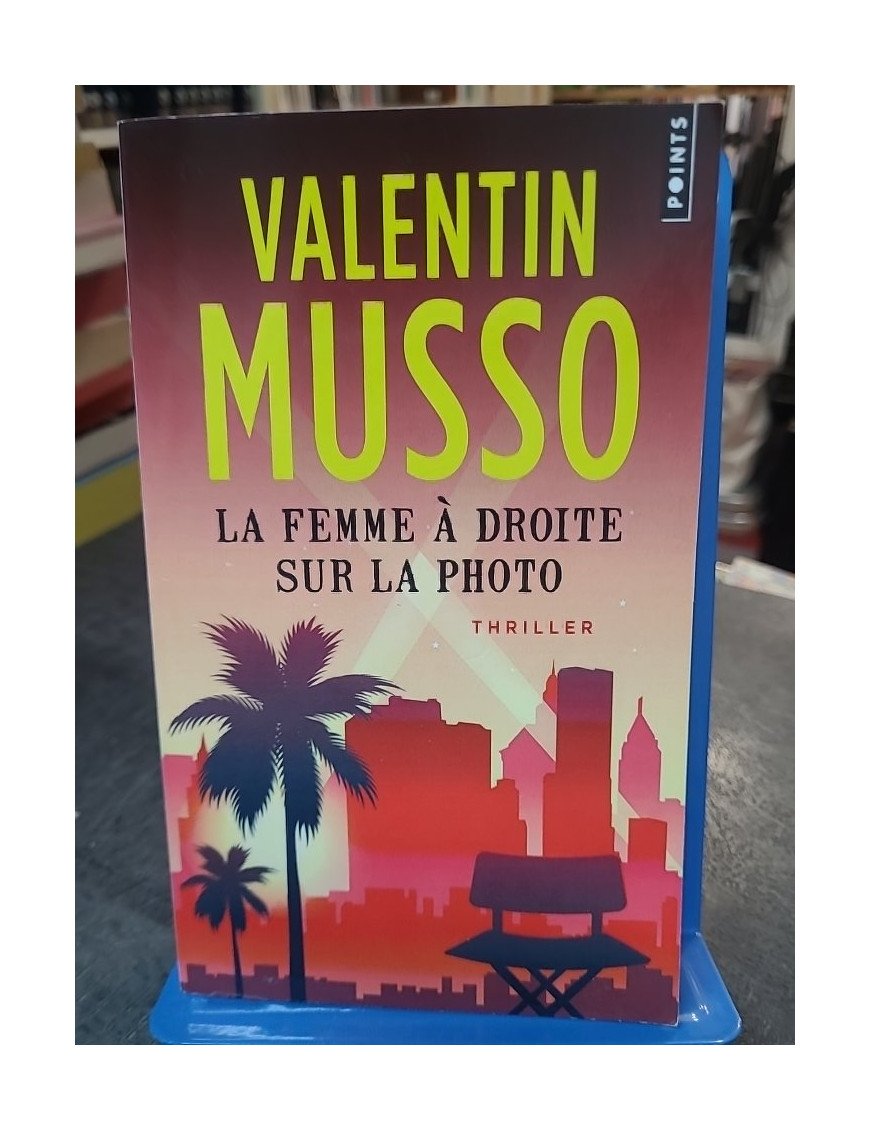 POINTS
VALENTIN
MUSSO
LA FEMME À DROITE
SUR LA PHOTO
THRILLER